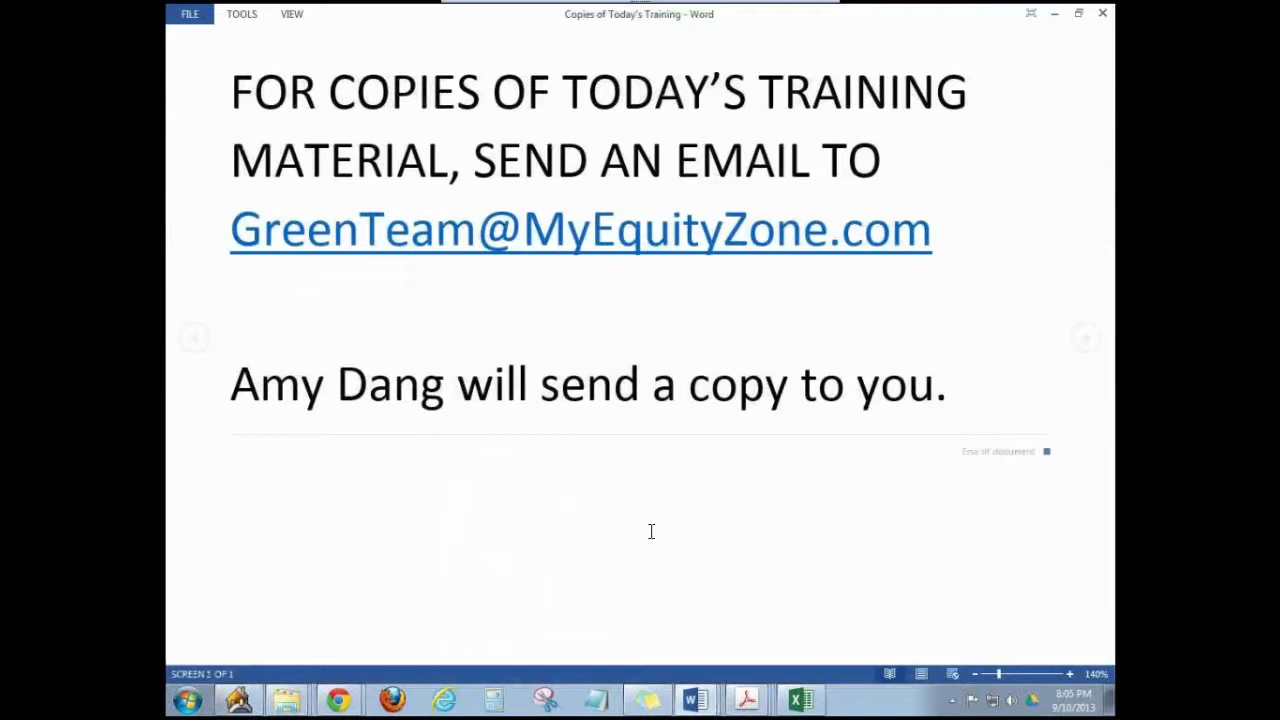 FILE TOOLS VIEW Copies of Today's Training - Word
FOR COPIES OF TODAY'S TRAINING
MATERIAL, SEND AN EMAIL TO
GreenTeam@MyEquityZone.com
Amy Dang will send a copy to you.
End of document
SCREEN 1 OF 1 140%
8:05 PM
9/10/2013